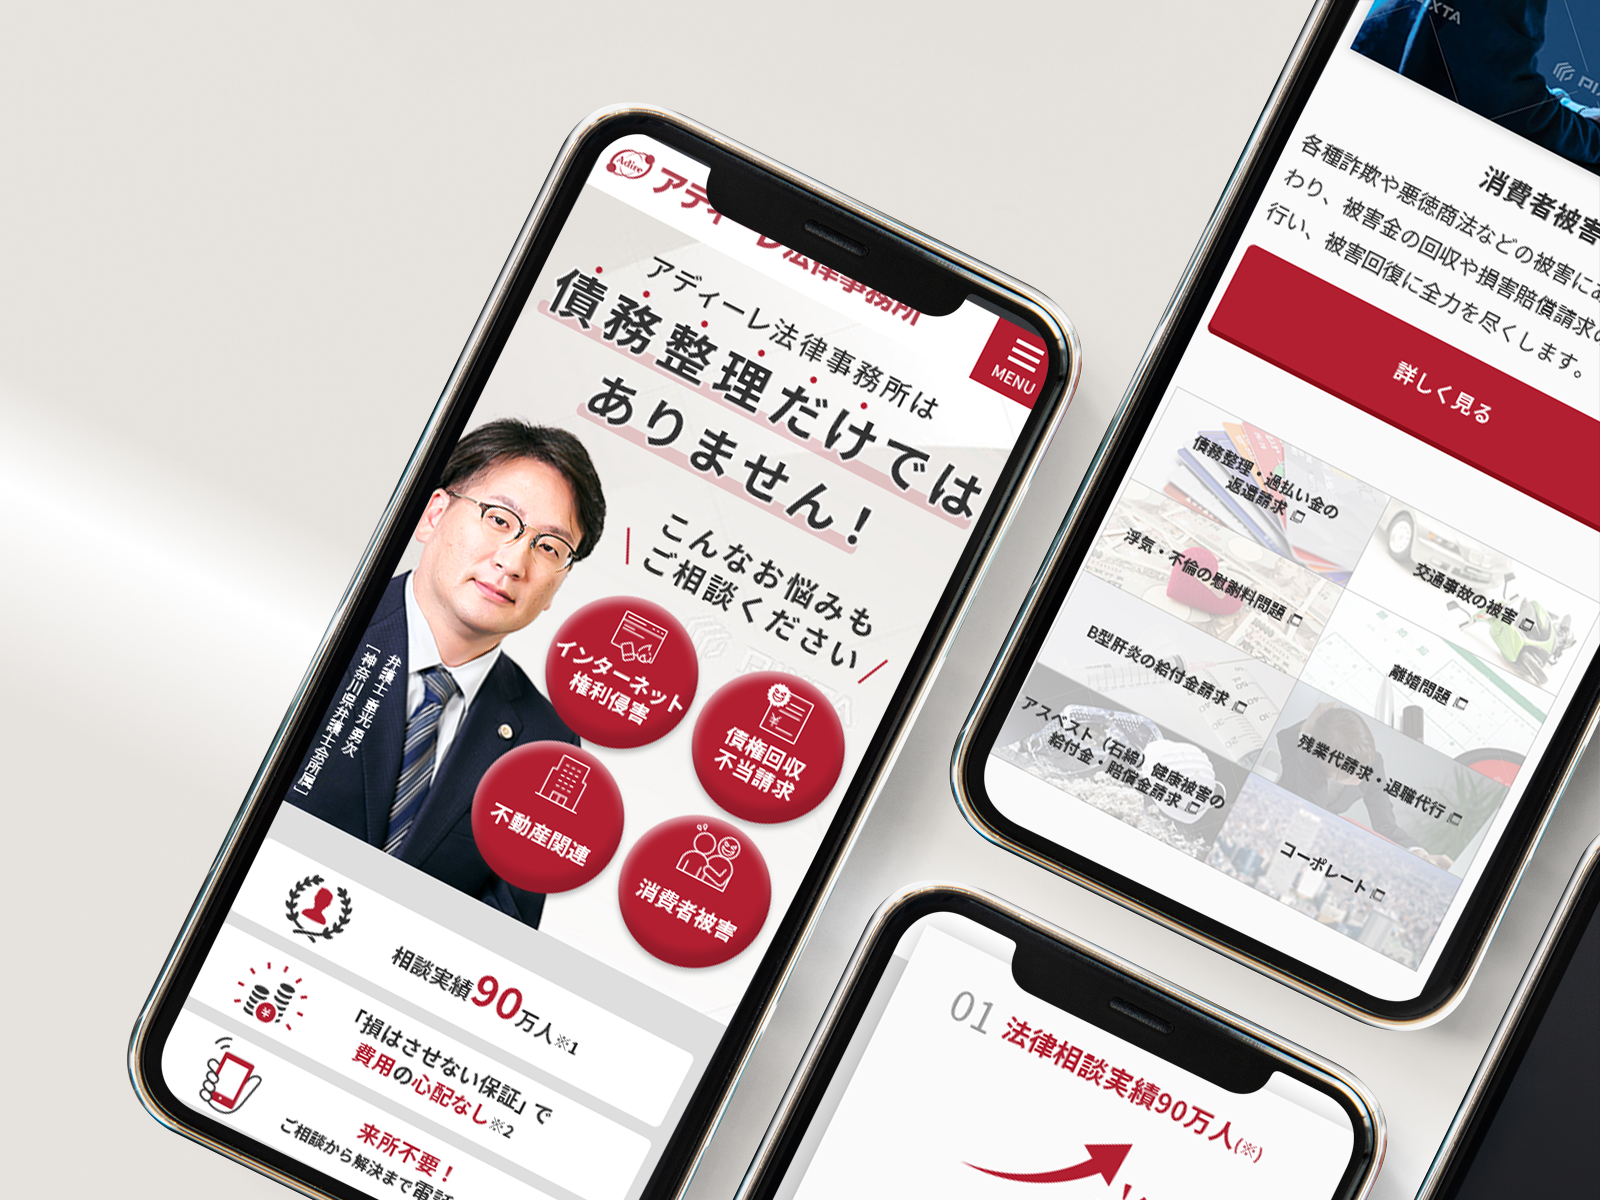 Adire
アディーレ法律事務所
MENU
アディーレ法律事務所は
債務整理だけでは
ありません!
こんなお悩みも
ご相談ください
インターネット
権利侵害
債権回収
不当請求
不動産関連
消費者被害
弁護士 重光 勇次
[神奈川県弁護士会所属]
相談実績90万人※1
「損はさせない保証」で
費用の心配なし※2
来所不要!
ご相談から解決まで電話
PIXTA
消費者被害
各種詐欺や悪徳商法などの被害にあ
わり、被害金の回収や損害賠償請求の
行い、被害回復に全力を尽くします。
詳しく見る
債務整理・過払い金の
返還請求
交通事故の被害
浮気・不倫の慰謝料問題
離婚問題
B型肝炎の給付金請求
残業代請求・退職代行
アスベスト(石綿)健康被害の
給付金・賠償金請求
コーポレート
01 法律相談実績90万人(※)